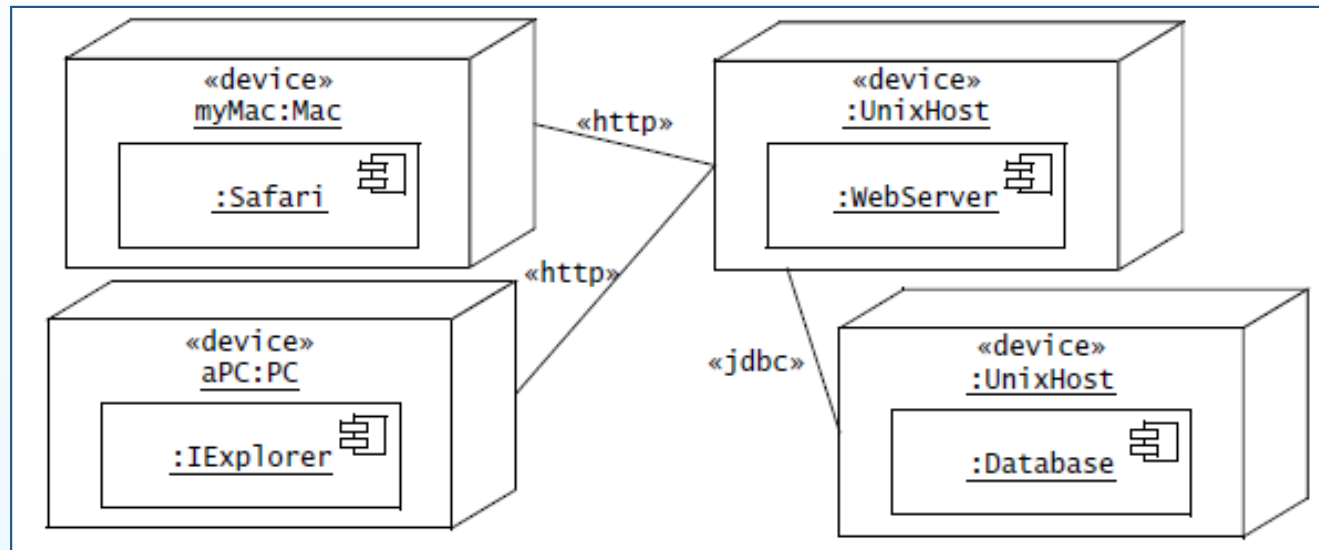 «device»
myMac:Mac
:Safari
«http»
«device»
:UnixHost
:WebServer
«http»
«device»
aPC:PC
:IExplorer
«jdbc»
«device»
:UnixHost
:Database